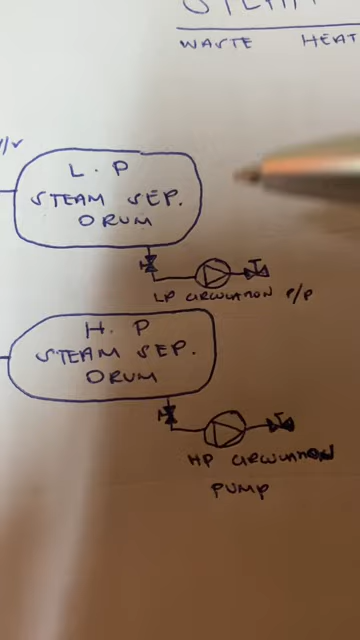 WASTE HEAT
L.P
STEAM SEP.
DRUM
LP CIRCULATION P/P
H.P
STEAM SEP.
DRUM
HP CIRCULATION
PUMP